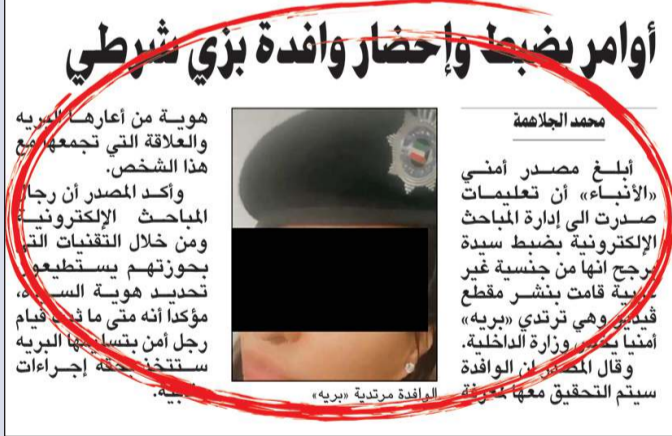 أوامر بضبط وإحضار وافدة بزي شرطي
محمد الجلاهمة
أبلغ مصدر أمني
«الأنباء» أن تعليمات
صدرت الى إدارة المباحث
الإلكترونية بضبط سيدة
يرجح انها من جنسية غير
عربية قامت بنشر مقطع
فيديو وهي ترتدي «بريه»
أمنيا يخص وزارة الداخلية.
وقال المصدر ان الوافدة
سيتم التحقيق معها لمعرفة
هوية من أعارها البريه
والعلاقة التي تجمعها مع
هذا الشخص.
وأكد المصدر أن رجال
المباحث الإلكترونية
ومن خلال التقنيات التي
بحوزتهم يستطيعون
تحديد هوية السيدة،
مؤكدا أنه متى ما ثبت قيام
رجل أمن بتسليمها البريه
ستتخذ بحقه إجراءات
الوافدة مرتدية «بريه»